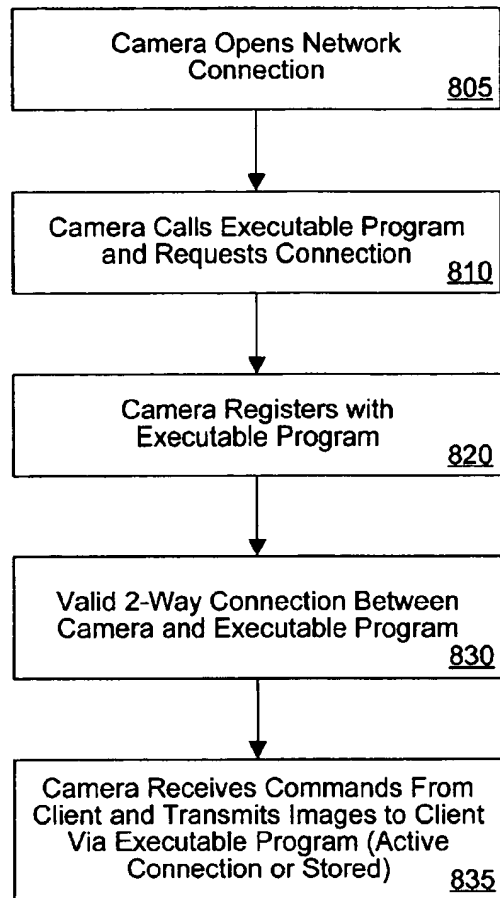 Camera Opens Network
Connection
805
Camera Calls Executable Program
and Requests Connection
810
Camera Registers with
Executable Program
820
Valid 2-Way Connection Between
Camera and Executable Program
830
Camera Receives Commands From
Client and Transmits Images to Client
Via Executable Program (Active
Connection or Stored)
835